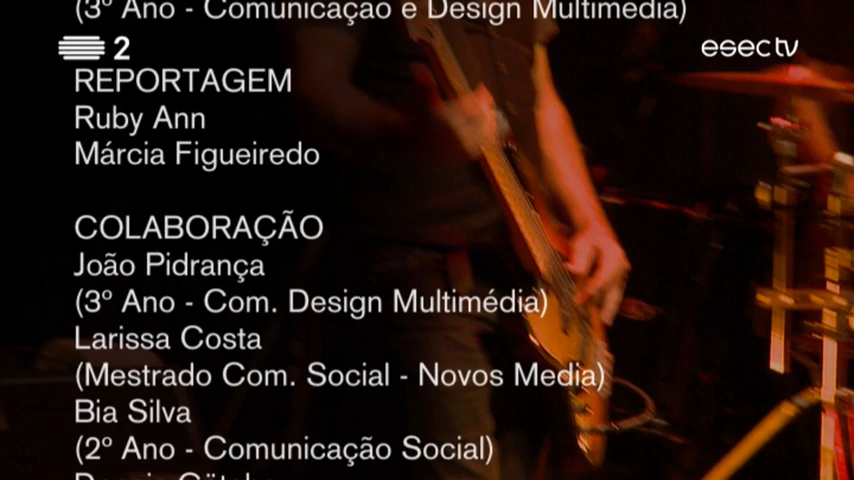 (3º Ano - Comunicação e Design Multimédia)
2
esectv
REPORTAGEM
Ruby Ann
Márcia Figueiredo
COLABORAÇÃO
João Pidrança
(3º Ano - Com. Design Multimédia)
Larissa Costa
(Mestrado Com. Social - Novos Media)
Bia Silva
(2º Ano - Comunicação Social)